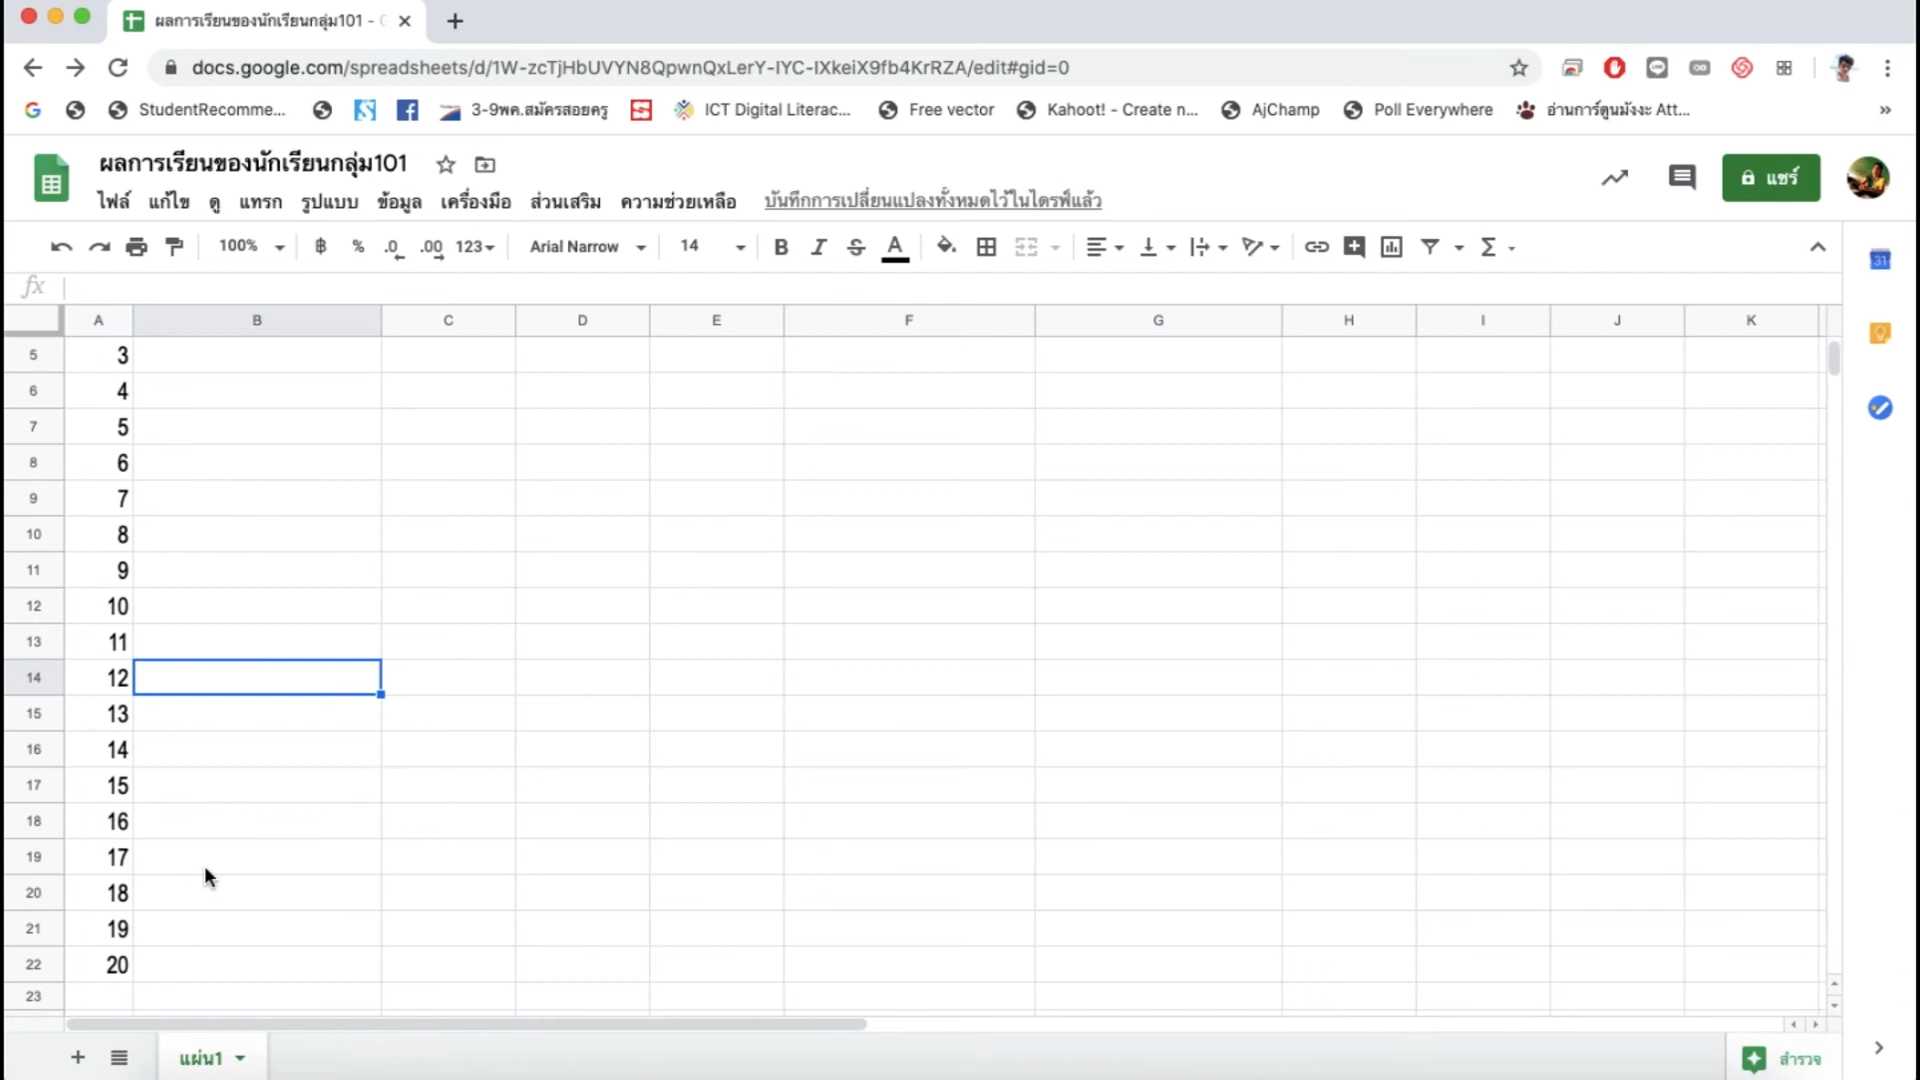 ผลการเรียนของนักเรียนกลุ่ม101 - G
docs.google.com/spreadsheets/d/1W-zcTjHbUVYN8QpwnQxLerY-IYC-IXkeiX9fb4KrRZA/edit#gid=0
StudentRecomme... 3-9พค.สมัครสอยครู ICT Digital Literac... Free vector Kahoot! - Create n... AjChamp Poll Everywhere อ่านการ์ตูนมังงะ Att... »
ผลการเรียนของนักเรียนกลุ่ม101
แชร์
ไฟล์ แก้ไข ดู แทรก รูปแบบ ข้อมูล เครื่องมือ ส่วนเสริม ความช่วยเหลือ บันทึกการเปลี่ยนแปลงทั้งหมดไว้ในไดรฟ์แล้ว
100% ฿ % .0 .00 123 Arial Narrow 14 B I S A Σ
31
fx
A B C D E F G H I J K
5 3
6 4
7 5
8 6
9 7
10 8
11 9
12 10
13 11
14 12
15 13
16 14
17 15
18 16
19 17
20 18
21 19
22 20
23
+ แผ่น1 สำรวจ